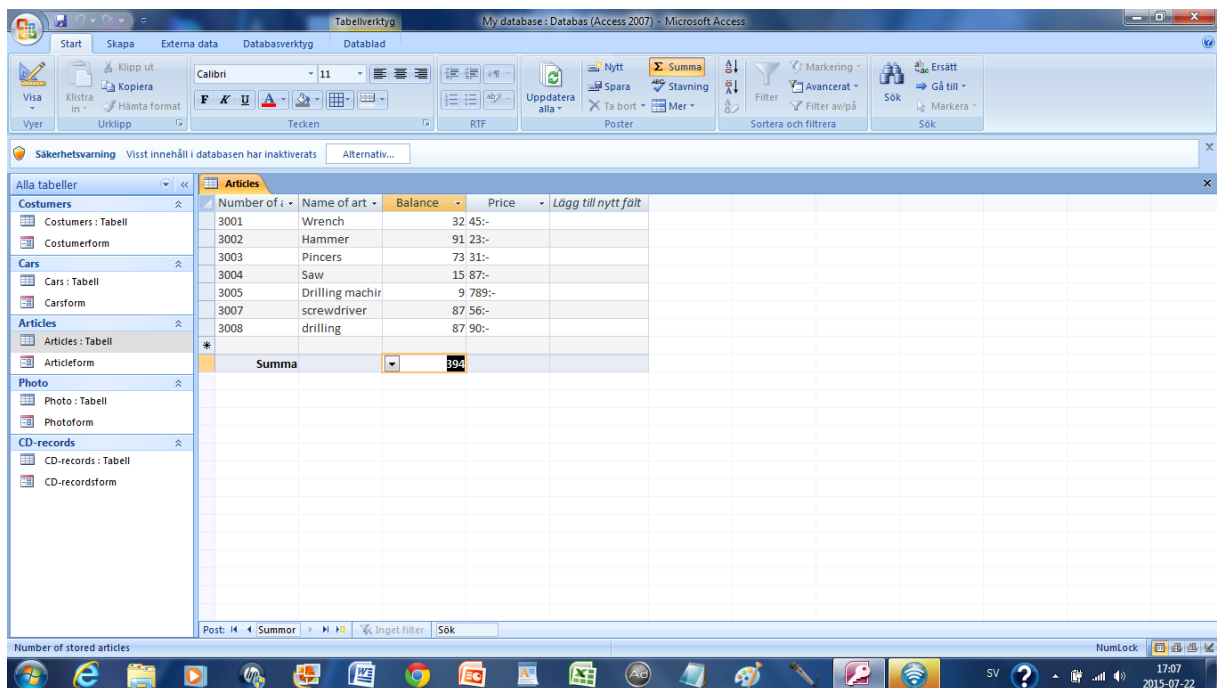 Tabellverktyg My database : Databas (Access 2007) - Microsoft Access
Start Skapa Externa data Databasverktyg Datablad
Visa
Vyer
Klistra in
Klipp ut
Kopiera
Hämta format
Urklipp
Calibri 11
F K U A
Tecken
RTF
Uppdatera alla
Nytt
Spara
Ta bort
Σ Summa
Stavning
Mer
Poster
Filter
Markering
Avancerat
Filter av/på
Sortera och filtrera
Sök
Ersätt
Gå till
Markera
Sök
Säkerhetsvarning Visst innehåll i databasen har inaktiverats Alternativ...
Alla tabeller
Costumers
Costumers : Tabell
Costumerform
Cars
Cars : Tabell
Carsform
Articles
Articles : Tabell
Articleform
Photo
Photo : Tabell
Photoform
CD-records
CD-records : Tabell
CD-recordsform
Articles
Number of a Name of art Balance Price Lägg till nytt fält
3001 Wrench 32 45:-
3002 Hammer 91 23:-
3003 Pincers 73 31:-
3004 Saw 15 87:-
3005 Drilling machin 9 789:-
3007 screwdriver 87 56:-
3008 drilling 87 90:-
Summa 394
Post: Summor Inget filter Sök
Number of stored articles NumLock
SV 17:07
2015-07-22